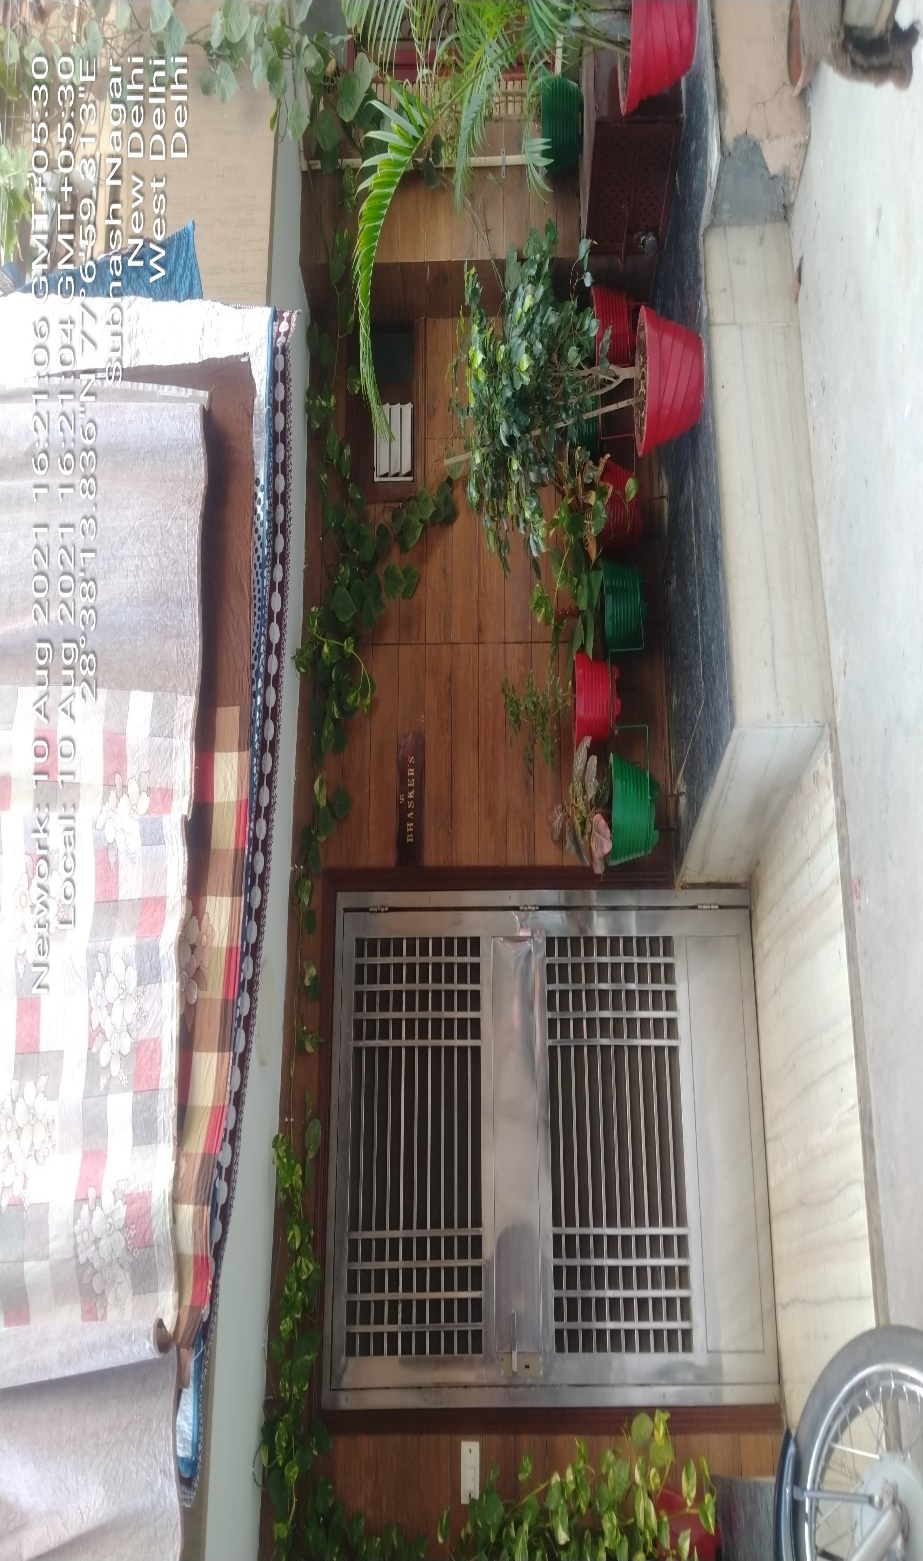 Network: 10 Aug 2021 16:21:06 GMT+05:30
Local: 10 Aug 2021 16:21:04 GMT+05:30
28°38'13.836"N 77°6'59.313"E
Subhash Nagar
New Delhi
West Delhi
Delhi
BHASKER'S